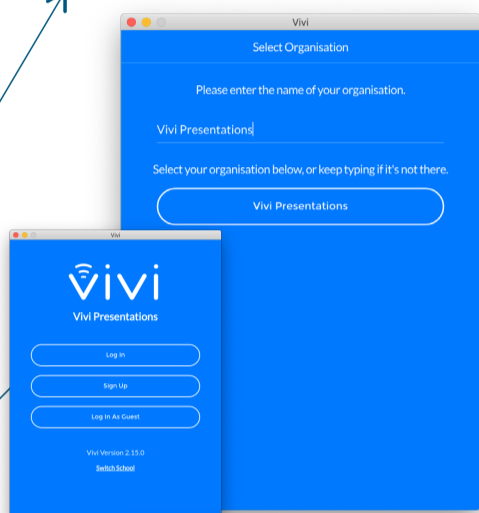 Vivi
Select Organisation
Please enter the name of your organisation.
Vivi Presentations
Select your organisation below, or keep typing if it's not there.
Vivi Presentations
Vivi
vivi
Vivi Presentations
Log In
Sign Up
Log In As Guest
Vivi Version 2.15.0
Switch School